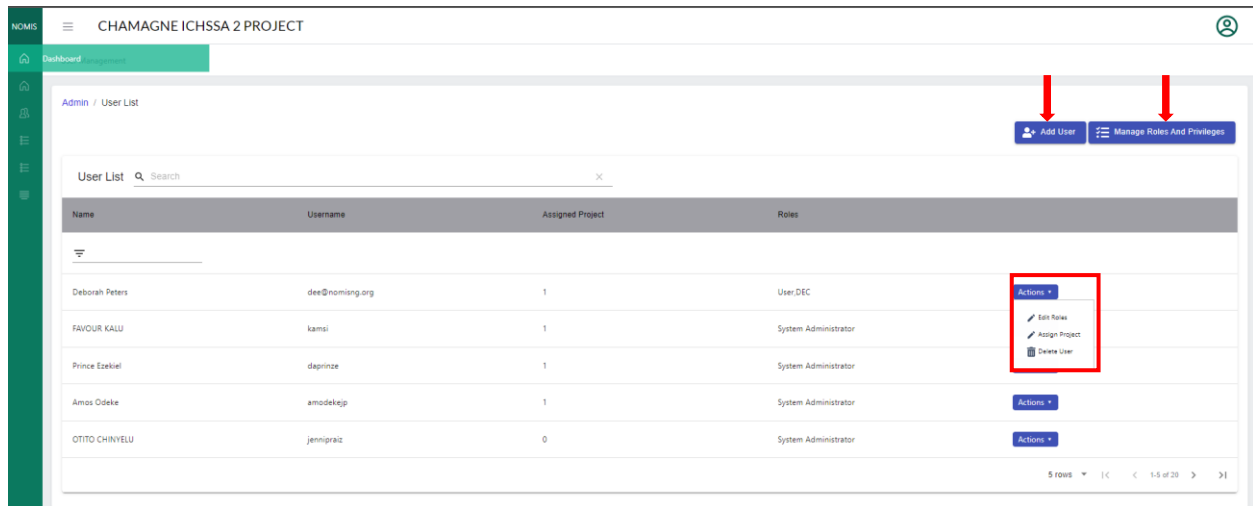 NOMIS CHAMAGNE ICHSSA 2 PROJECT
Dashboard Management
Admin / User List
Add User Manage Roles And Privileges
User List Search
Name Username Assigned Project Roles
Deborah Peters dee@nomisng.org 1 User,DEC Actions
Edit Roles
FAVOUR KALU kamsi 1 System Administrator
Assign Project
Delete User
Prince Ezekiel daprinze 1 System Administrator
Amos Odeke amodekejp 1 System Administrator Actions
OTITO CHINYELU jennipraiz 0 System Administrator Actions
5 rows 1-5 of 20